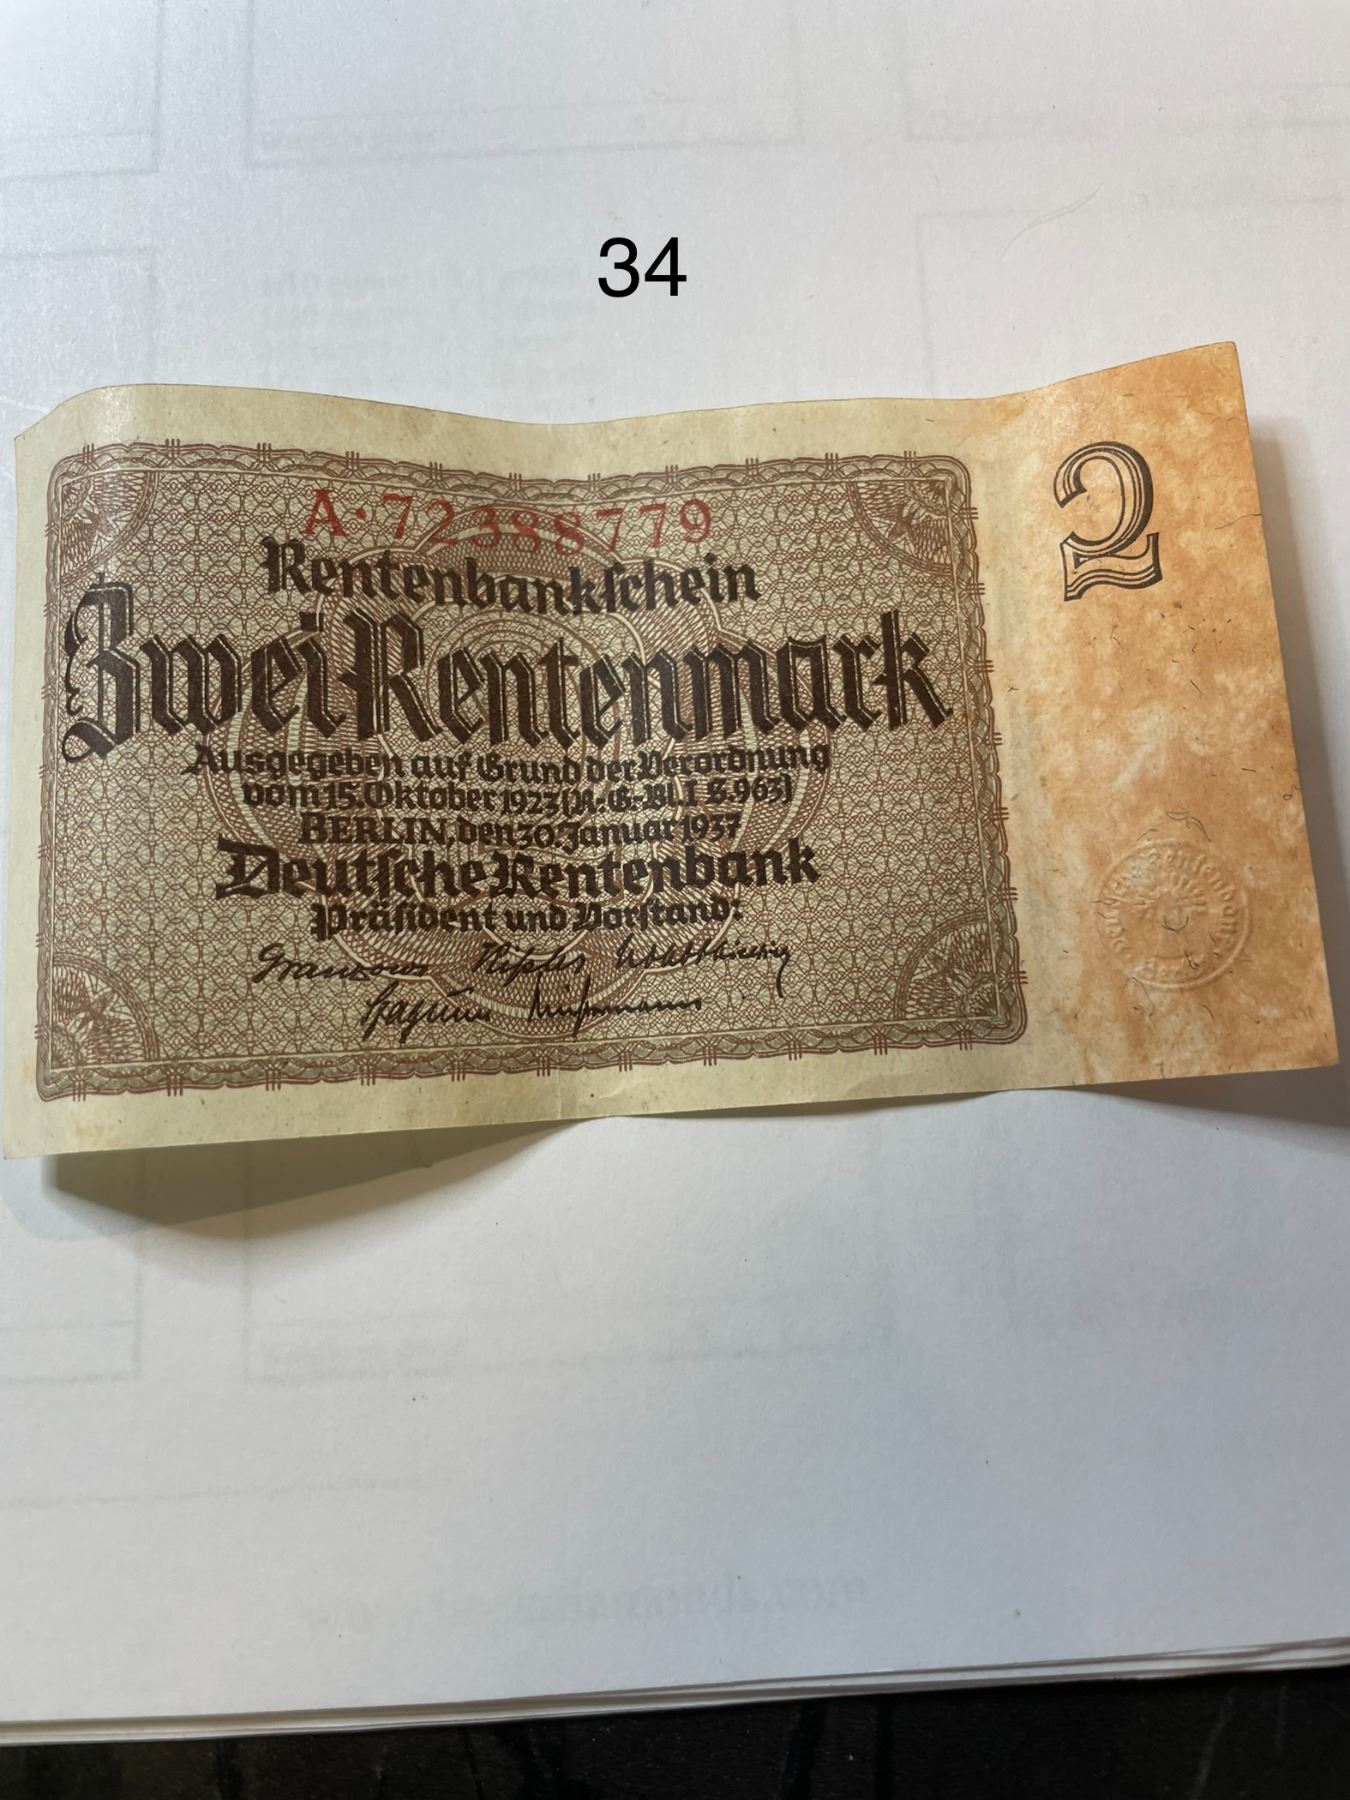 34
A·72388779
2
Rentenbankſchein
Zwei Rentenmark
Ausgegeben auf Grund der Verordnung
vom 15. Oktober 1923 (R.-G.-Bl. I S. 963)
BERLIN, den 30. Januar 1937
Deutſche Rentenbank
Präſident und Vorſtand: